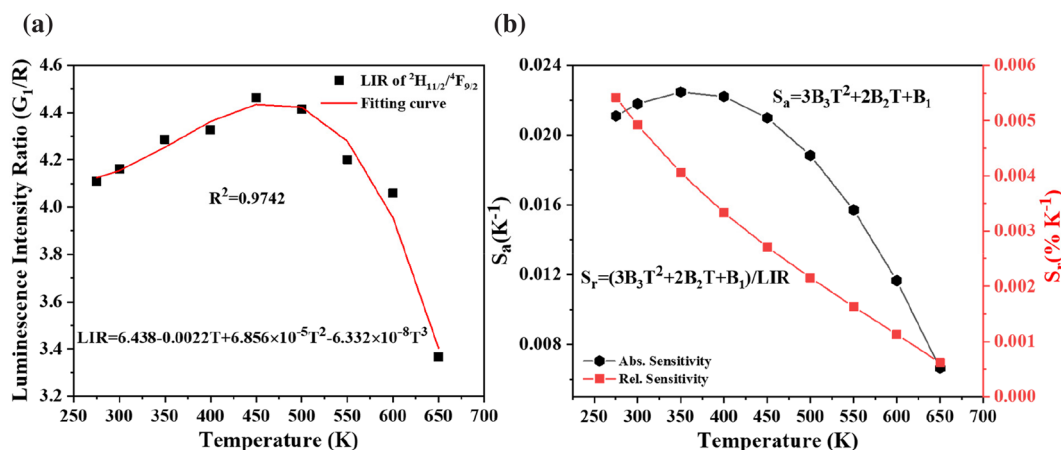 (a)
Luminescence Intensity Ratio (G₁/R)
4.6
4.4
4.2
4.0
3.8
3.6
3.4
3.2
LIR of ²H₁₁/₂/⁴F₉/₂
Fitting curve
R²=0.9742
LIR=6.438-0.0022T+6.856×10⁻⁵T²-6.332×10⁻⁸T³
250 300 350 400 450 500 550 600 650 700
Temperature (K)
(b)
Sₐ(K⁻¹)
0.024
0.020
0.016
0.012
0.008
Sₐ=3B₃T²+2B₂T+B₁
Sᵣ=(3B₃T²+2B₂T+B₁)/LIR
Abs. Sensitivity
Rel. Sensitivity
250 300 350 400 450 500 550 600 650 700
Temperature (K)
0.006
0.005
0.004
0.003
0.002
0.001
0.000
Sᵣ(% K⁻¹)